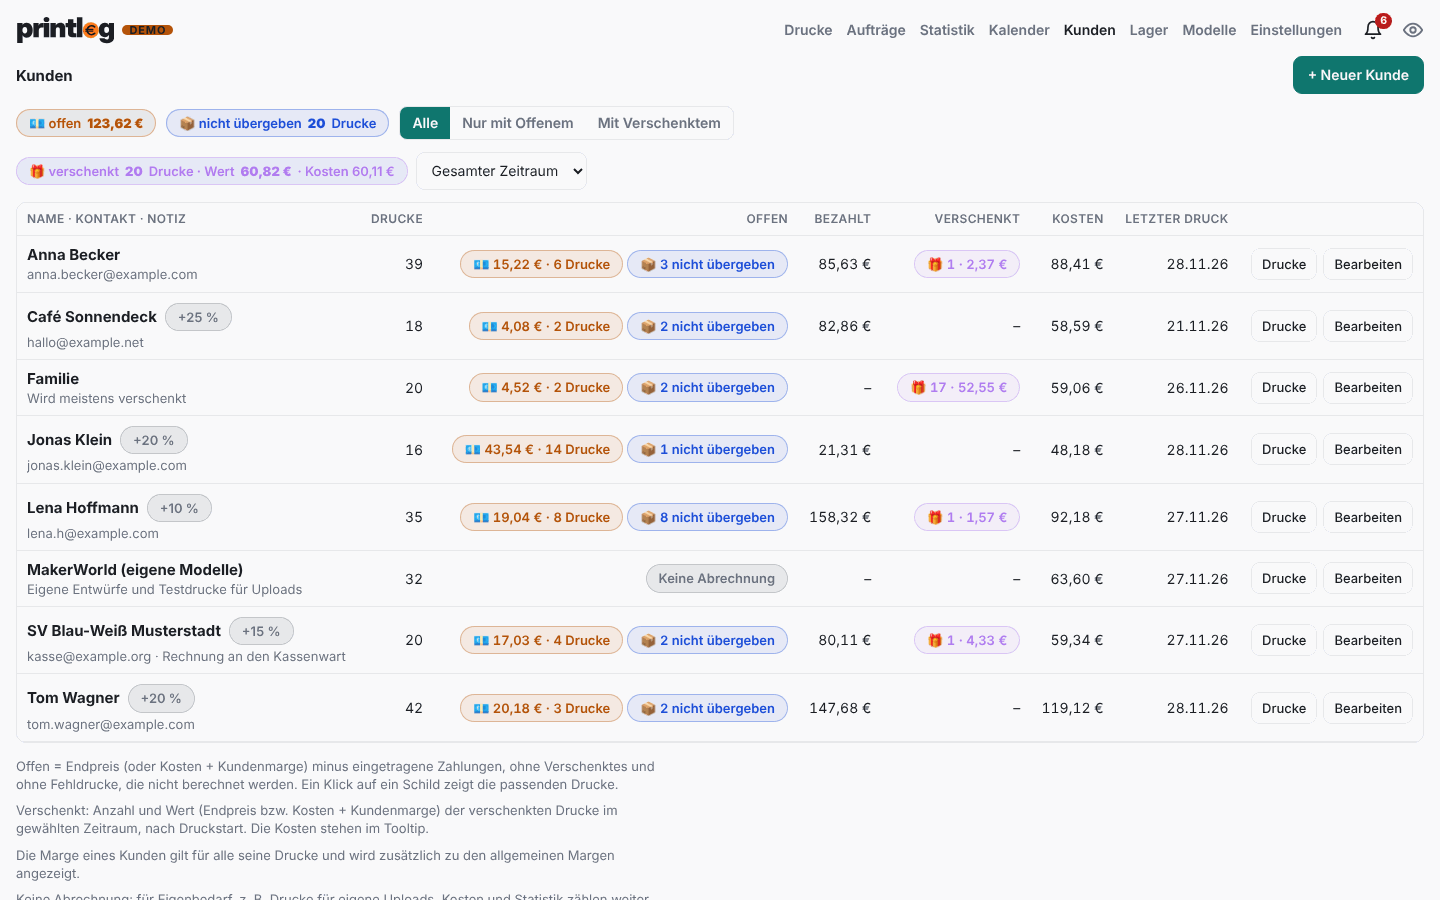 printl€g DEMO
Drucke Aufträge Statistik Kalender Kunden Lager Modelle Einstellungen 6
Kunden
+ Neuer Kunde
offen 123,62 € nicht übergeben 20 Drucke Alle Nur mit Offenem Mit Verschenktem
verschenkt 20 Drucke · Wert 60,82 € · Kosten 60,11 € Gesamter Zeitraum
NAME · KONTAKT · NOTIZ DRUCKE OFFEN BEZAHLT VERSCHENKT KOSTEN LETZTER DRUCK
Anna Becker
anna.becker@example.com
39 15,22 € · 6 Drucke 3 nicht übergeben 85,63 € 1 · 2,37 € 88,41 € 28.11.26 Drucke Bearbeiten
Café Sonnendeck +25 %
hallo@example.net
18 4,08 € · 2 Drucke 2 nicht übergeben 82,86 € – 58,59 € 21.11.26 Drucke Bearbeiten
Familie
Wird meistens verschenkt
20 4,52 € · 2 Drucke 2 nicht übergeben – 17 · 52,55 € 59,06 € 26.11.26 Drucke Bearbeiten
Jonas Klein +20 %
jonas.klein@example.com
16 43,54 € · 14 Drucke 1 nicht übergeben 21,31 € – 48,18 € 28.11.26 Drucke Bearbeiten
Lena Hoffmann +10 %
lena.h@example.com
35 19,04 € · 8 Drucke 8 nicht übergeben 158,32 € 1 · 1,57 € 92,18 € 27.11.26 Drucke Bearbeiten
MakerWorld (eigene Modelle)
Eigene Entwürfe und Testdrucke für Uploads
32 Keine Abrechnung – – 63,60 € 27.11.26 Drucke Bearbeiten
SV Blau-Weiß Musterstadt +15 %
kasse@example.org · Rechnung an den Kassenwart
20 17,03 € · 4 Drucke 2 nicht übergeben 80,11 € 1 · 4,33 € 59,34 € 27.11.26 Drucke Bearbeiten
Tom Wagner +20 %
tom.wagner@example.com
42 20,18 € · 3 Drucke 2 nicht übergeben 147,68 € – 119,12 € 28.11.26 Drucke Bearbeiten
Offen = Endpreis (oder Kosten + Kundenmarge) minus eingetragene Zahlungen, ohne Verschenktes und
ohne Fehldrucke, die nicht berechnet werden. Ein Klick auf ein Schild zeigt die passenden Drucke.
Verschenkt: Anzahl und Wert (Endpreis bzw. Kosten + Kundenmarge) der verschenkten Drucke im
gewählten Zeitraum, nach Druckstart. Die Kosten stehen im Tooltip.
Die Marge eines Kunden gilt für alle seine Drucke und wird zusätzlich zu den allgemeinen Margen
angezeigt.
Keine Abrechnung: für Eigenbedarf, z. B. Drucke für eigene Uploads. Kosten und Statistik zählen weiter